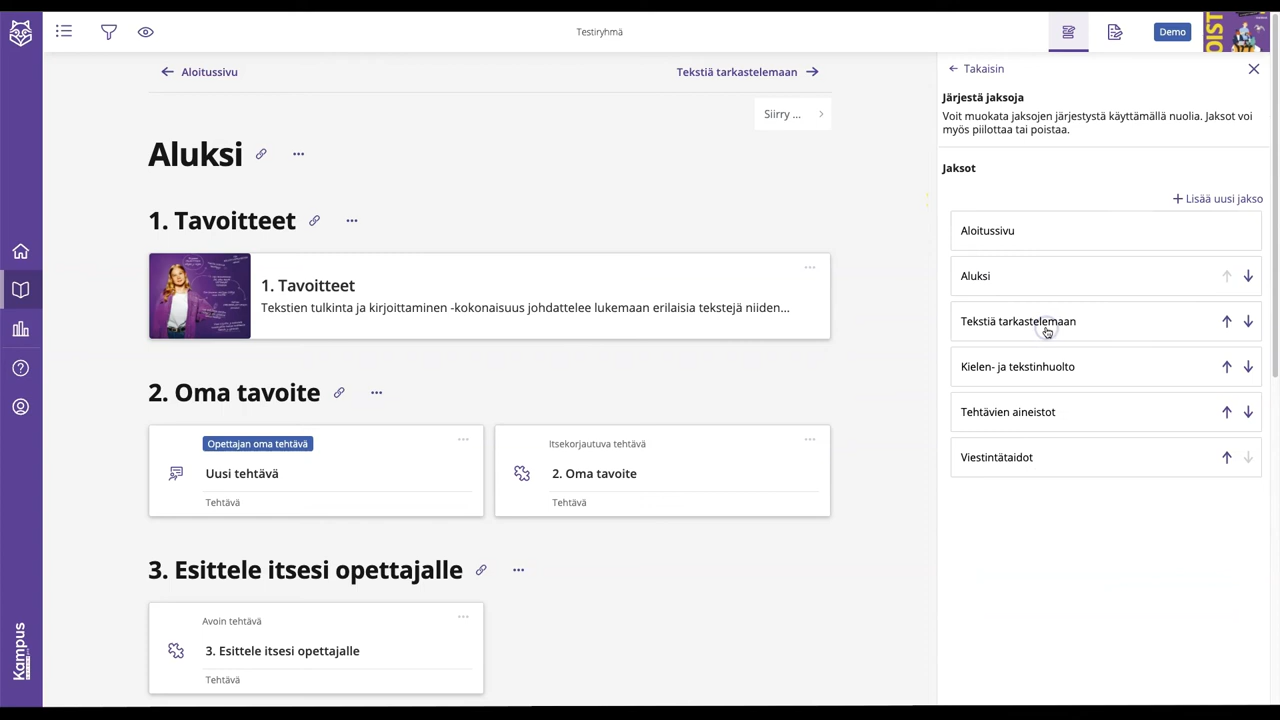 Testiryhmä
Demo
OIST
Aloitussivu
Tekstiä tarkastelemaan
Siirry ...
Aluksi
1. Tavoitteet
1. Tavoitteet
Tekstien tulkinta ja kirjoittaminen -kokonaisuus johdattelee lukemaan erilaisia tekstejä niiden...
2. Oma tavoite
Opettajan oma tehtävä
Uusi tehtävä
Tehtävä
Itsekorjautuva tehtävä
2. Oma tavoite
Tehtävä
3. Esittele itsesi opettajalle
Avoin tehtävä
3. Esittele itsesi opettajalle
Tehtävä
Takaisin
Järjestä jaksoja
Voit muokata jaksojen järjestystä käyttämällä nuolia. Jaksot voi
myös piilottaa tai poistaa.
Jaksot
Lisää uusi jakso
Aloitussivu
Aluksi
Tekstiä tarkastelemaan
Kielen- ja tekstinhuolto
Tehtävien aineistot
Viestintätaidot
Kampus